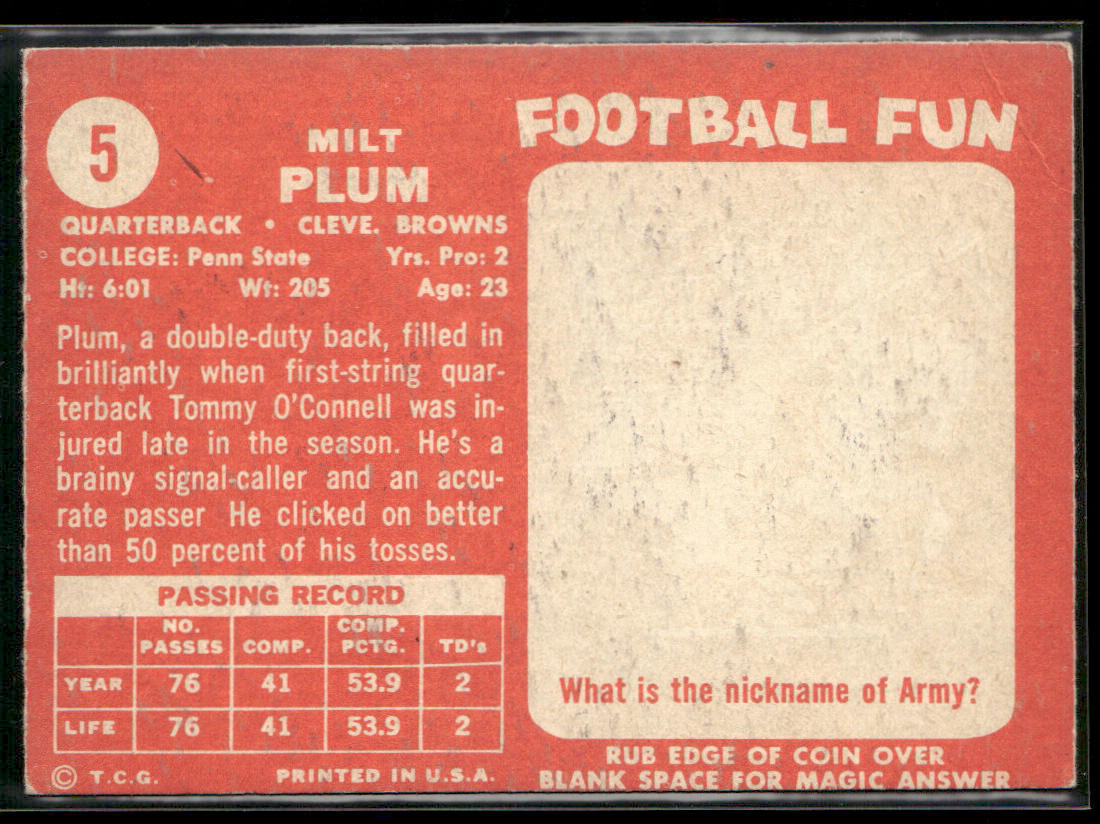 5
MILT
PLUM
QUARTERBACK • CLEVE. BROWNS
COLLEGE: Penn State Yrs. Pro: 2
Ht: 6:01 Wt: 205 Age: 23
Plum, a double-duty back, filled in
brilliantly when first-string quar-
terback Tommy O'Connell was in-
jured late in the season. He's a
brainy signal-caller and an accu-
rate passer He clicked on better
than 50 percent of his tosses.
PASSING RECORD
NO. PASSES COMP. COMP. PCTG. TD's
YEAR 76 41 53.9 2
LIFE 76 41 53.9 2
© T.C.G. PRINTED IN U.S.A.
FOOTBALL FUN
What is the nickname of Army?
RUB EDGE OF COIN OVER
BLANK SPACE FOR MAGIC ANSWER